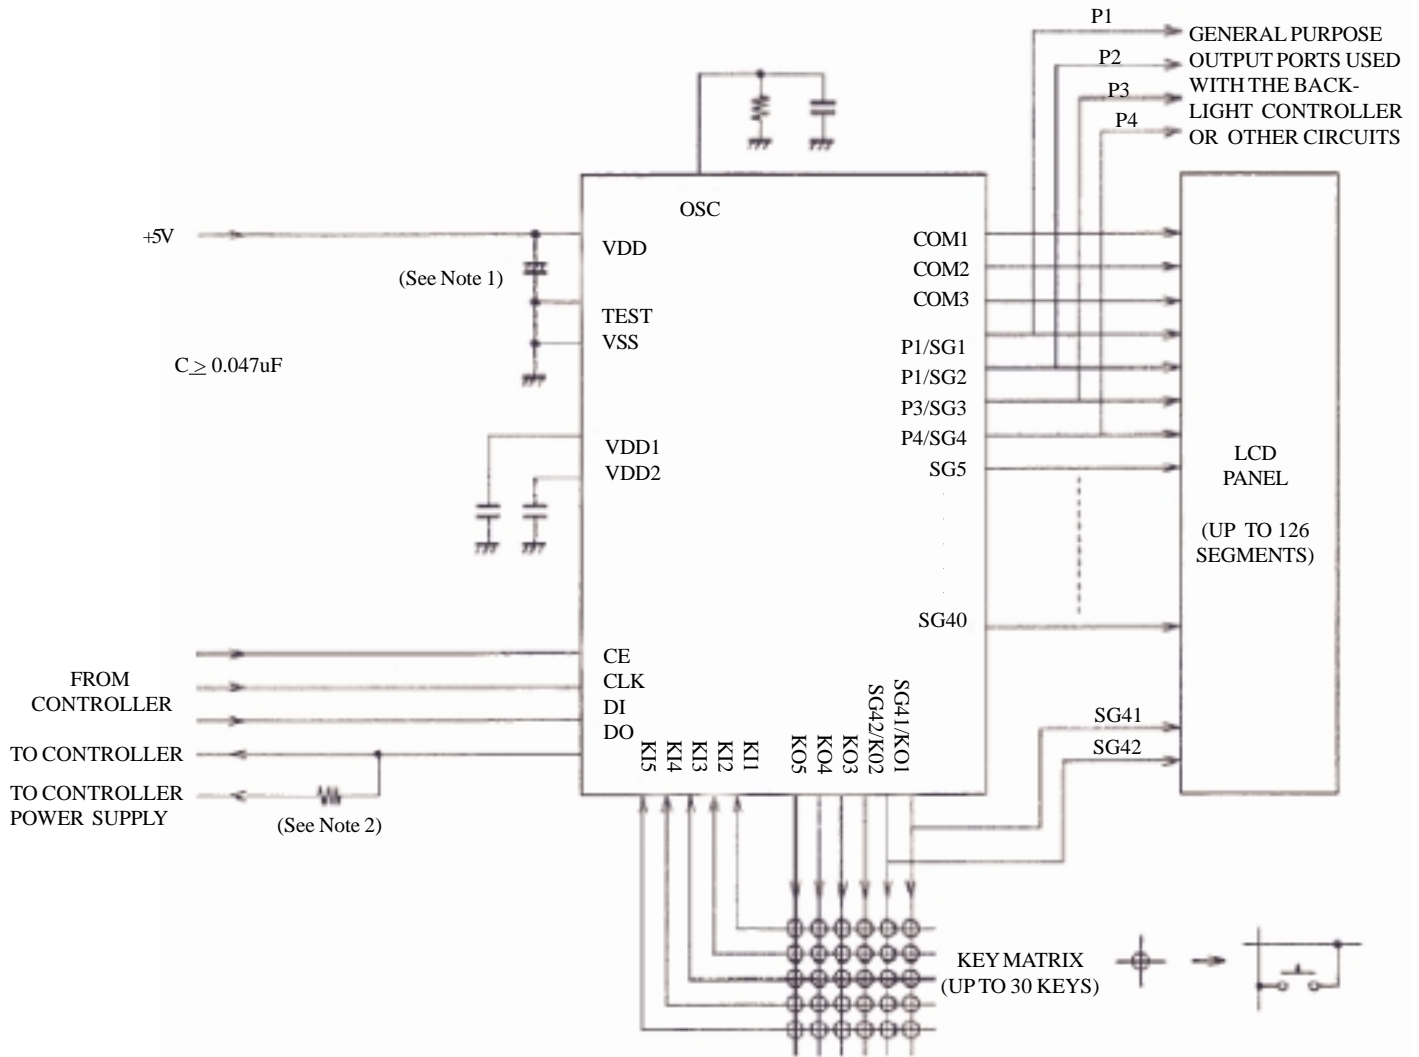 P1
GENERAL PURPOSE
P2
OUTPUT PORTS USED
P3
WITH THE BACK-
P4
LIGHT CONTROLLER
OR OTHER CIRCUITS
OSC
+5V
VDD
COM1
(See Note 1)
COM2
COM3
TEST
VSS
P1/SG1
C ≥ 0.047uF
P1/SG2
P3/SG3
P4/SG4
VDD1
SG5
VDD2
LCD
PANEL
(UP TO 126
SEGMENTS)
SG40
CE
FROM
CONTROLLER
CLK
DI
DO
TO CONTROLLER
TO CONTROLLER
POWER SUPPLY
(See Note 2)
KI5
KI4
KI3
KI2
KI1
KO5
KO4
KO3
SG42/K02
SG41/KO1
SG41
SG42
KEY MATRIX
(UP TO 30 KEYS)